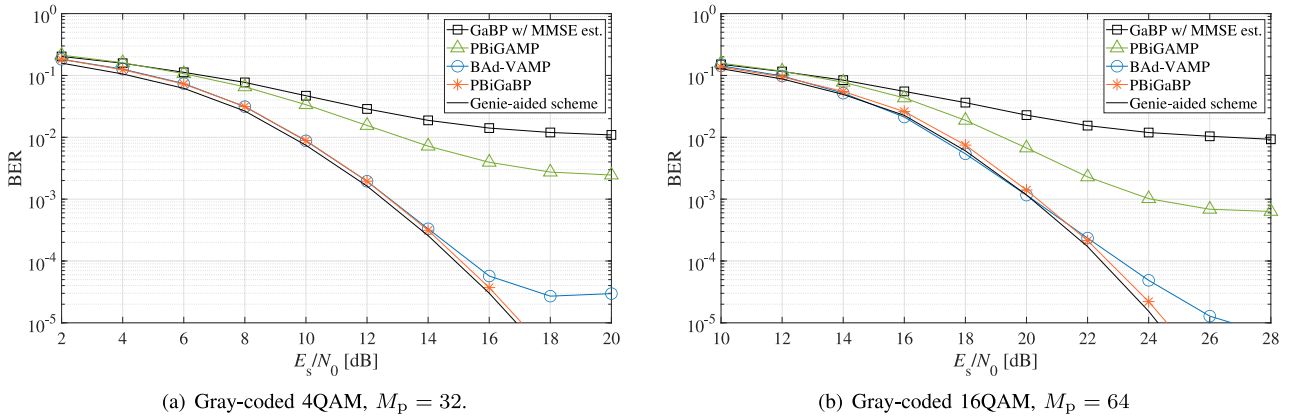 10^0
10^-1
10^-2
10^-3
10^-4
10^-5
BER
2 4 6 8 10 12 14 16 18 20
E_s/N_0 [dB]
GaBP w/ MMSE est.
PBiGAMP
BAd-VAMP
PBiGaBP
Genie-aided scheme
(a) Gray-coded 4QAM, M_p = 32.
10^0
10^-1
10^-2
10^-3
10^-4
10^-5
BER
10 12 14 16 18 20 22 24 26 28
E_s/N_0 [dB]
GaBP w/ MMSE est.
PBiGAMP
BAd-VAMP
PBiGaBP
Genie-aided scheme
(b) Gray-coded 16QAM, M_p = 64